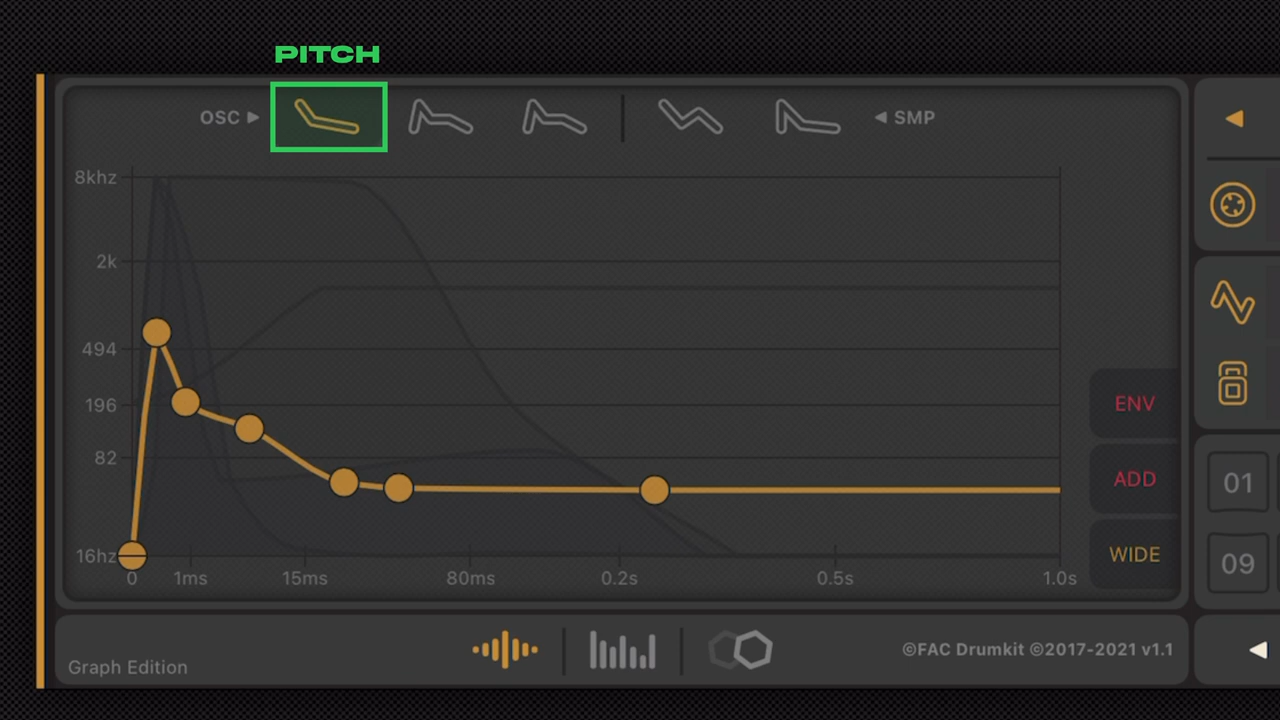 PITCH
OSC ▶
◀ SMP
8khz
2k
494
196
82
16hz
0 1ms 15ms 80ms 0.2s 0.5s 1.0s
ENV
ADD
WIDE
01
09
Graph Edition
©FAC Drumkit ©2017-2021 v1.1